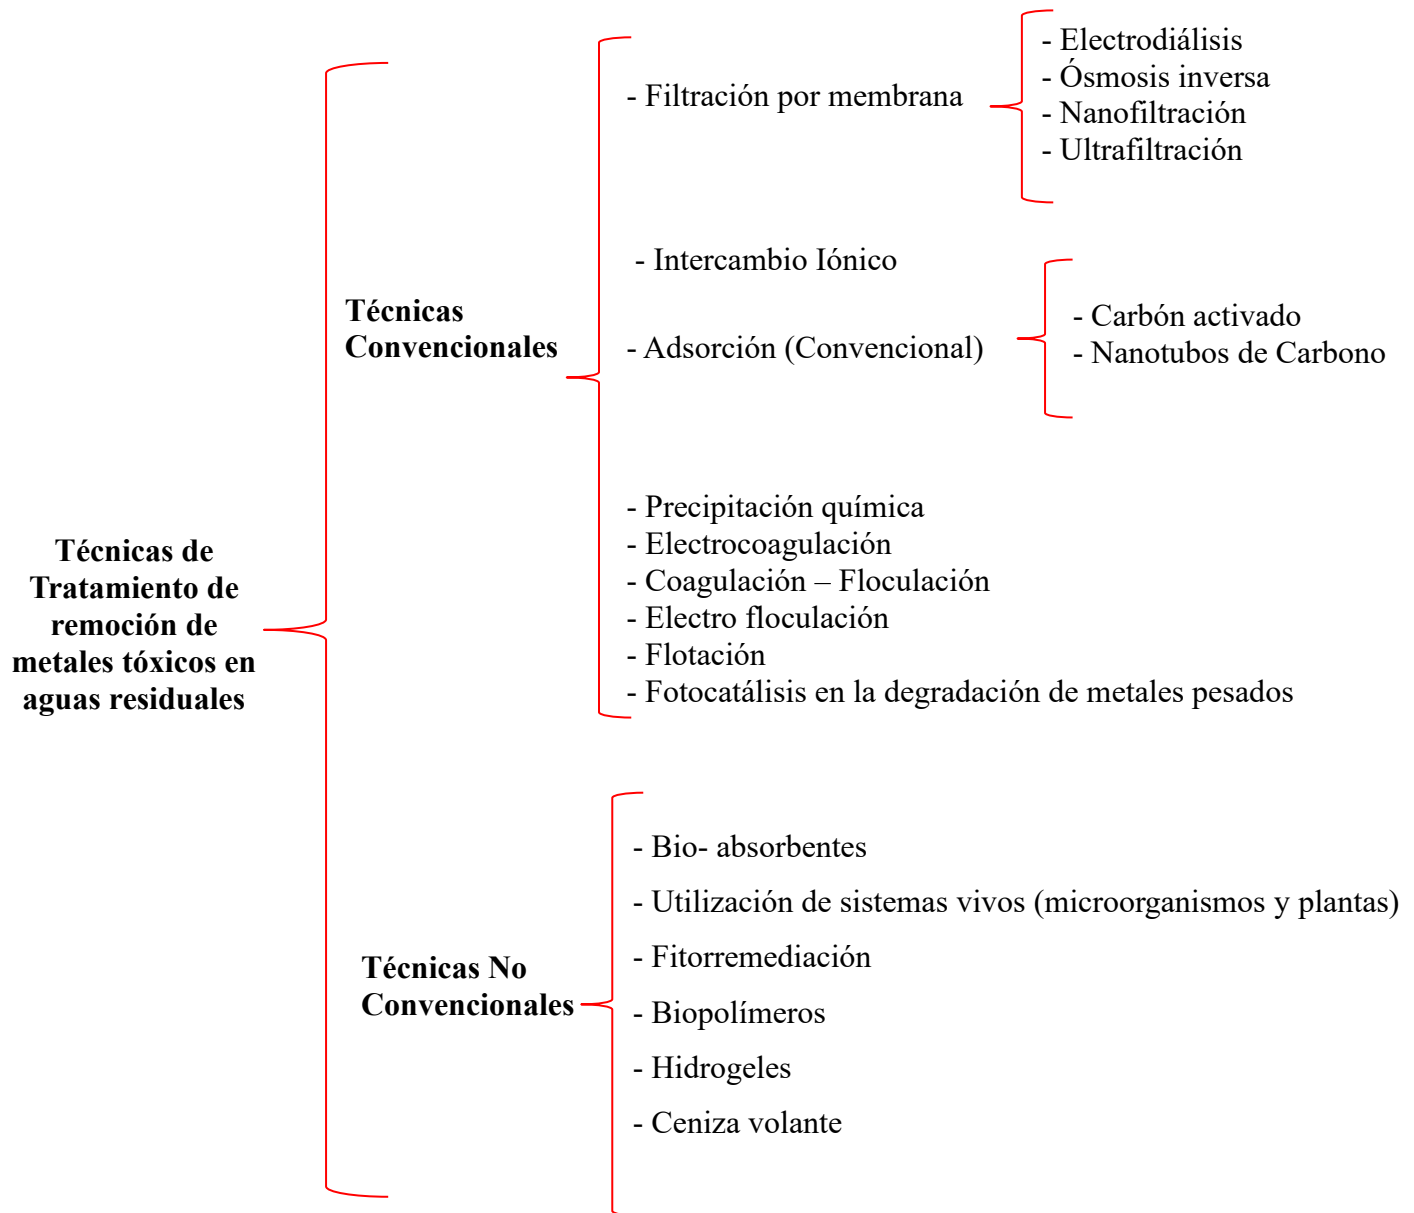 Técnicas de
Tratamiento de
remoción de
metales tóxicos en
aguas residuales
Técnicas
Convencionales
- Filtración por membrana
- Electrodiálisis
- Ósmosis inversa
- Nanofiltración
- Ultrafiltración
- Intercambio Iónico
- Adsorción (Convencional)
- Carbón activado
- Nanotubos de Carbono
- Precipitación química
- Electrocoagulación
- Coagulación – Floculación
- Electro floculación
- Flotación
- Fotocatálisis en la degradación de metales pesados
Técnicas No
Convencionales
- Bio- absorbentes
- Utilización de sistemas vivos (microorganismos y plantas)
- Fitorremediación
- Biopolímeros
- Hidrogeles
- Ceniza volante